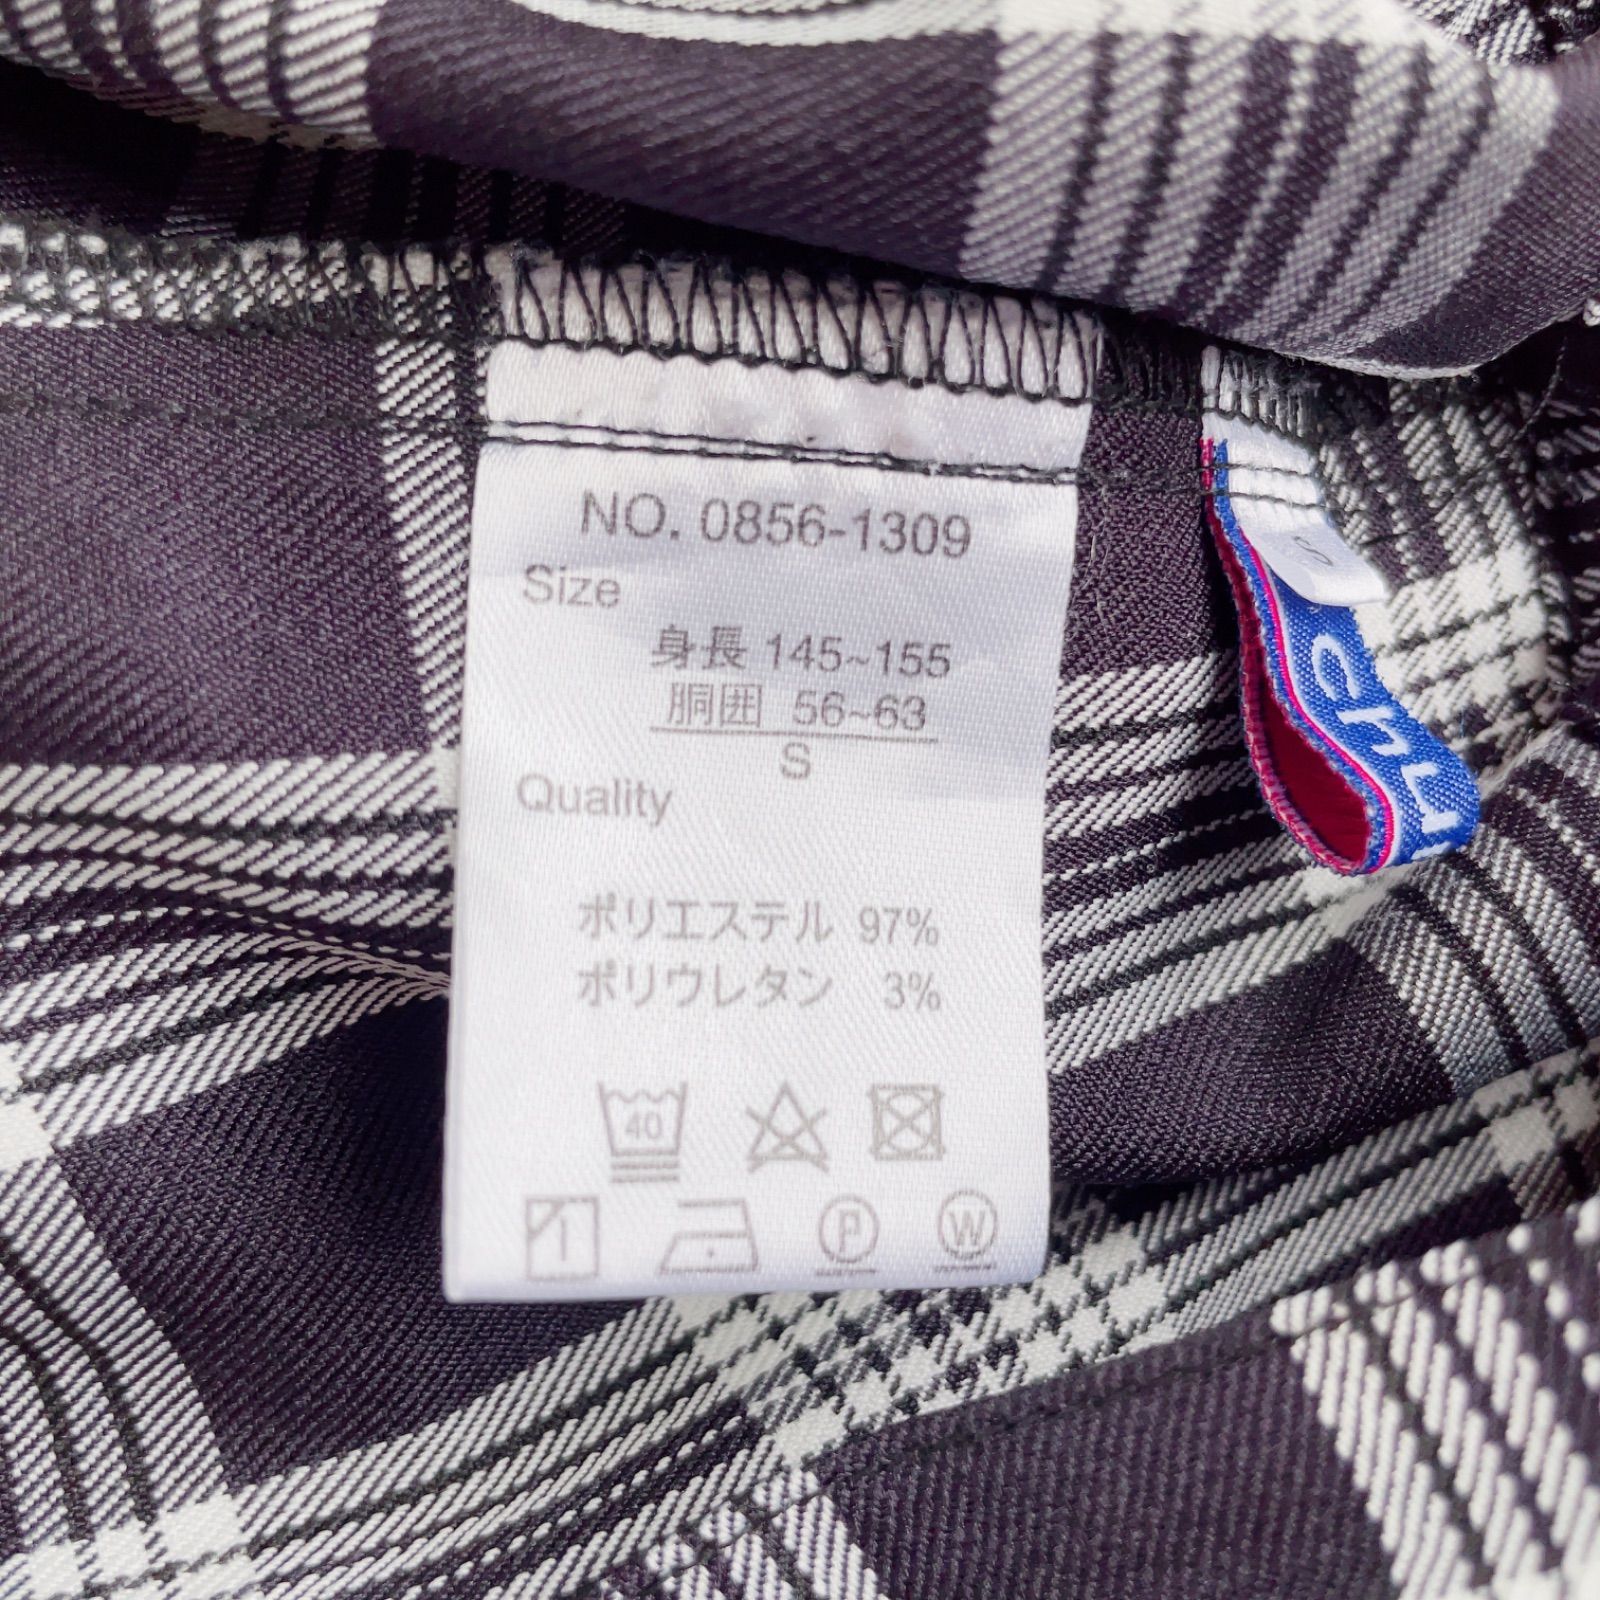 NO. 0856-1309
Size
身長 145~155
胴囲 56~63
S
Quality
ポリエステル 97%
ポリウレタン 3%
40
P
W
S
chu